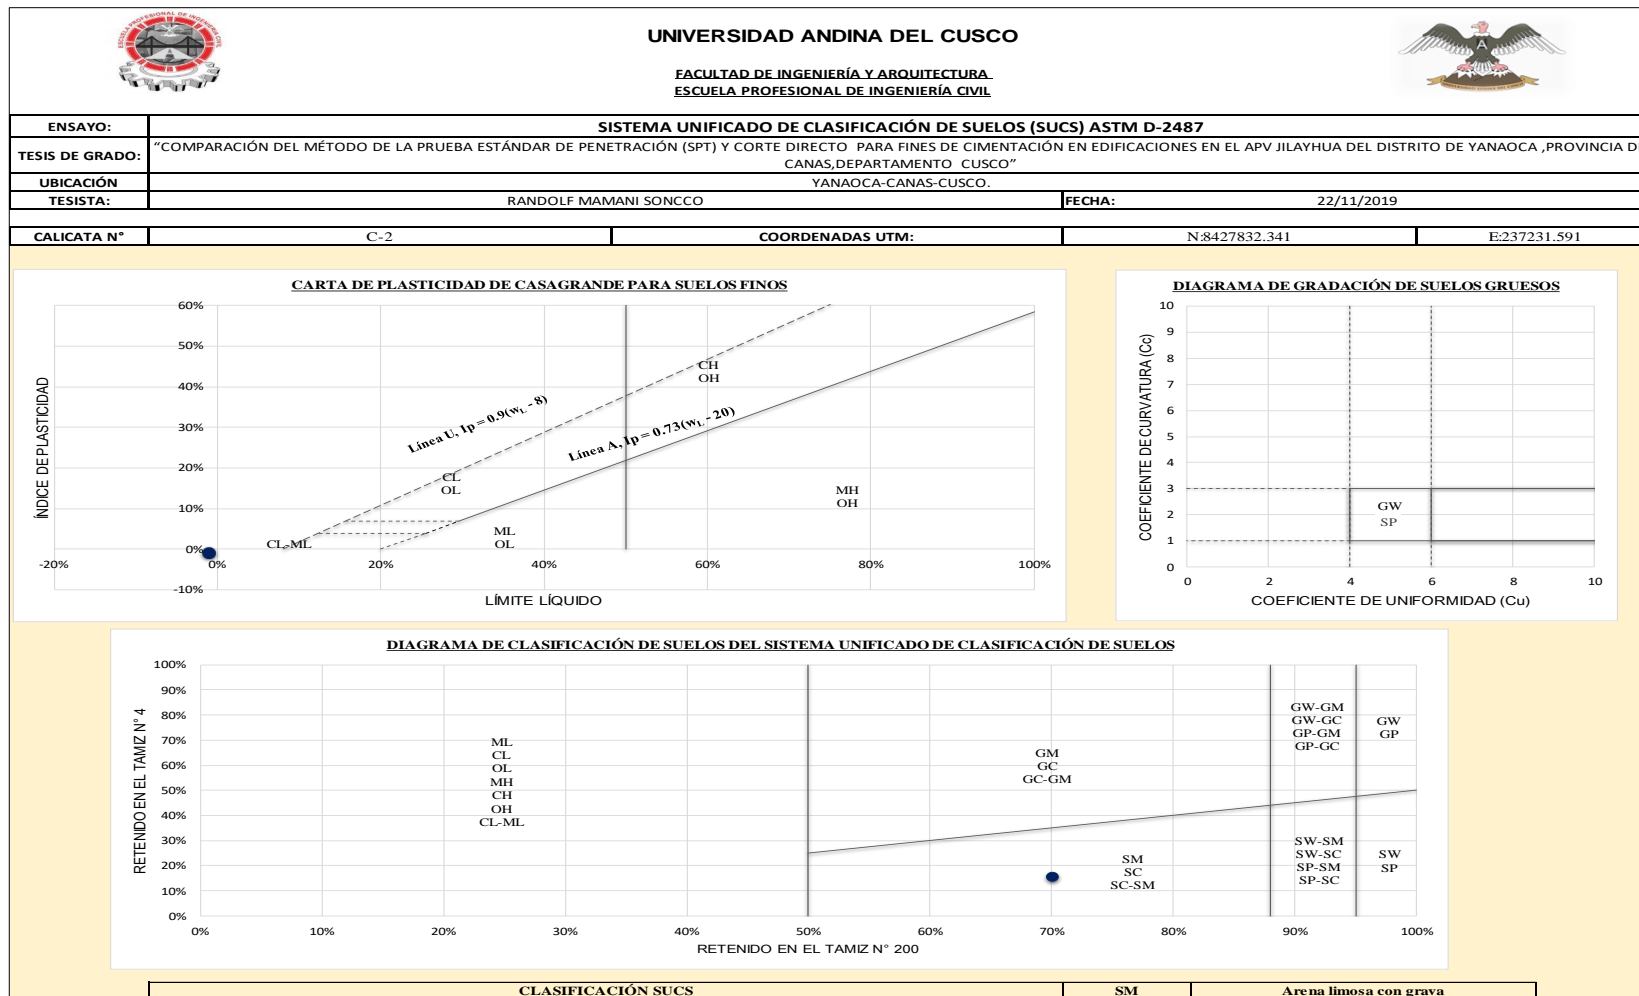 UNIVERSIDAD ANDINA DEL CUSCO
FACULTAD DE INGENIERÍA Y ARQUITECTURA
ESCUELA PROFESIONAL DE INGENIERÍA CIVIL
ENSAYO: SISTEMA UNIFICADO DE CLASIFICACIÓN DE SUELOS (SUCS) ASTM D-2487
TESIS DE GRADO: "COMPARACIÓN DEL MÉTODO DE LA PRUEBA ESTÁNDAR DE PENETRACIÓN (SPT) Y CORTE DIRECTO PARA FINES DE CIMENTACIÓN EN EDIFICACIONES EN EL APV JILAYHUA DEL DISTRITO DE YANAOCA ,PROVINCIA DE
CANAS,DEPARTAMENTO CUSCO"
UBICACIÓN YANAOCA-CANAS-CUSCO.
TESISTA: RANDOLF MAMANI SONCCO FECHA: 22/11/2019
CALICATA N° C-2 COORDENADAS UTM: N:8427832.341 E:237231.591
CARTA DE PLASTICIDAD DE CASAGRANDE PARA SUELOS FINOS
ÍNDICE DE PLASTICIDAD
60%
50%
40%
30%
20%
10%
0%
-10%
CH
OH
Línea U, Ip = 0.9(wL - 8)
Línea A, Ip = 0.73(wL - 20)
CL
OL
MH
OH
ML
OL
CL-ML
-20% 0% 20% 40% 60% 80% 100%
LÍMITE LÍQUIDO
DIAGRAMA DE GRADACIÓN DE SUELOS GRUESOS
COEFICIENTE DE CURVATURA (Cc)
10
9
8
7
6
5
4
3
2
1
0
GW
SP
0 2 4 6 8 10
COEFICIENTE DE UNIFORMIDAD (Cu)
DIAGRAMA DE CLASIFICACIÓN DE SUELOS DEL SISTEMA UNIFICADO DE CLASIFICACIÓN DE SUELOS
RETENIDO EN EL TAMIZ N° 4
100%
90%
80%
70%
60%
50%
40%
30%
20%
10%
0%
ML
CL
OL
MH
CH
OH
CL-ML
GM
GC
GC-GM
GW-GM
GW-GC
GP-GM
GP-GC
GW
GP
SM
SC
SC-SM
SW-SM
SW-SC
SP-SM
SP-SC
SW
SP
0% 10% 20% 30% 40% 50% 60% 70% 80% 90% 100%
RETENIDO EN EL TAMIZ N° 200
CLASIFICACIÓN SUCS SM Arena limosa con grava